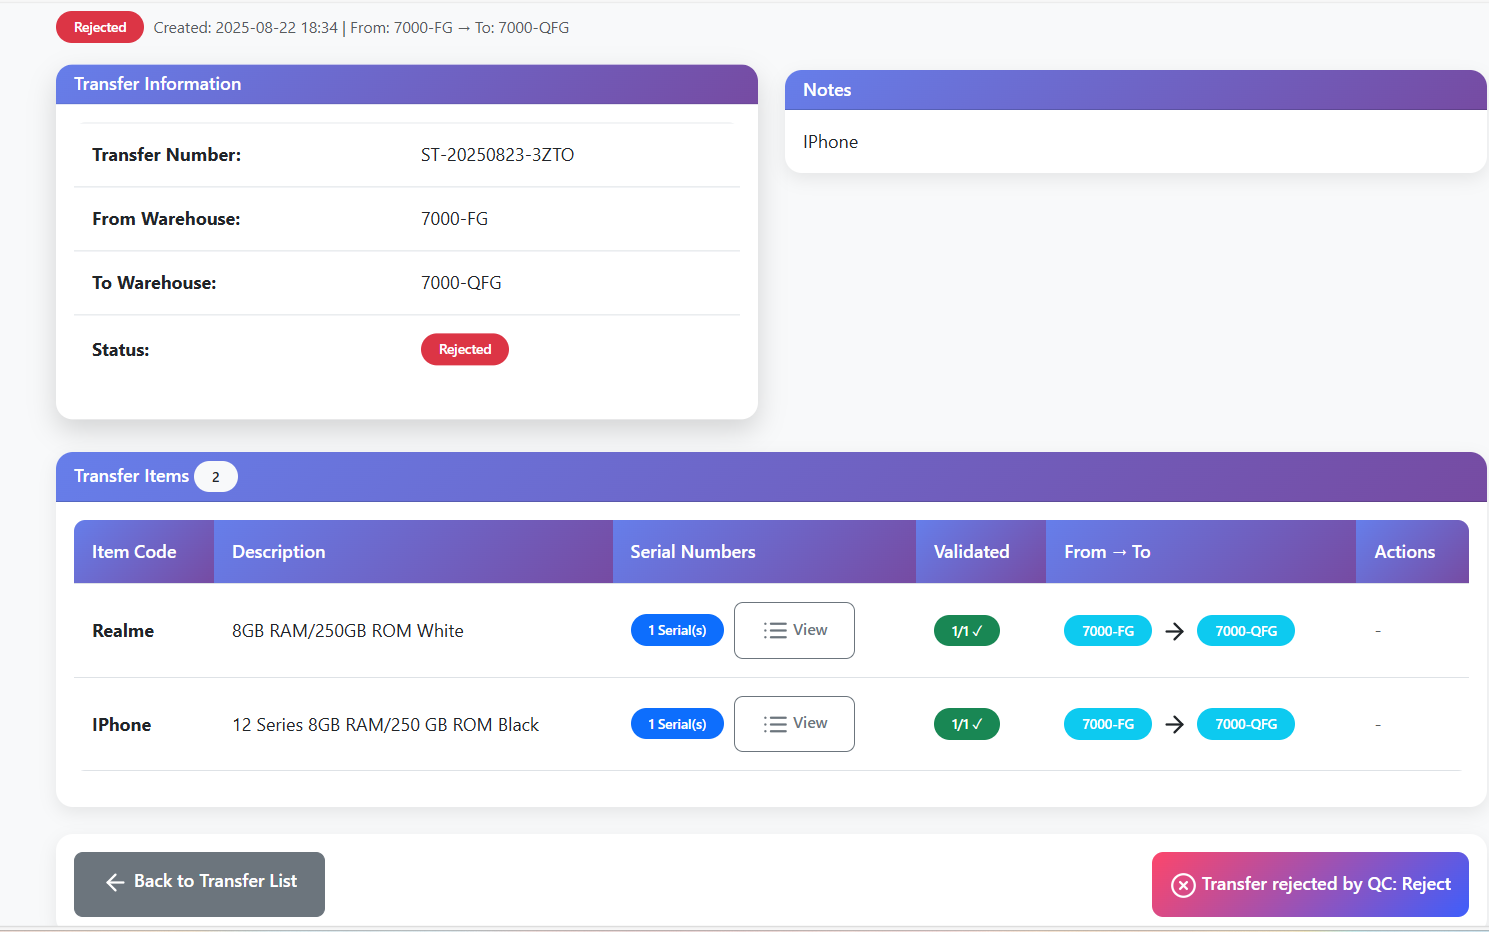 Rejected Created: 2025-08-22 18:34 | From: 7000-FG → To: 7000-QFG
Transfer Information
Transfer Number: ST-20250823-3ZTO
From Warehouse: 7000-FG
To Warehouse: 7000-QFG
Status: Rejected
Notes
IPhone
Transfer Items 2
Item Code Description Serial Numbers Validated From → To Actions
Realme 8GB RAM/250GB ROM White 1 Serial(s) View 1/1 ✓ 7000-FG → 7000-QFG -
IPhone 12 Series 8GB RAM/250 GB ROM Black 1 Serial(s) View 1/1 ✓ 7000-FG → 7000-QFG -
← Back to Transfer List
Transfer rejected by QC: Reject